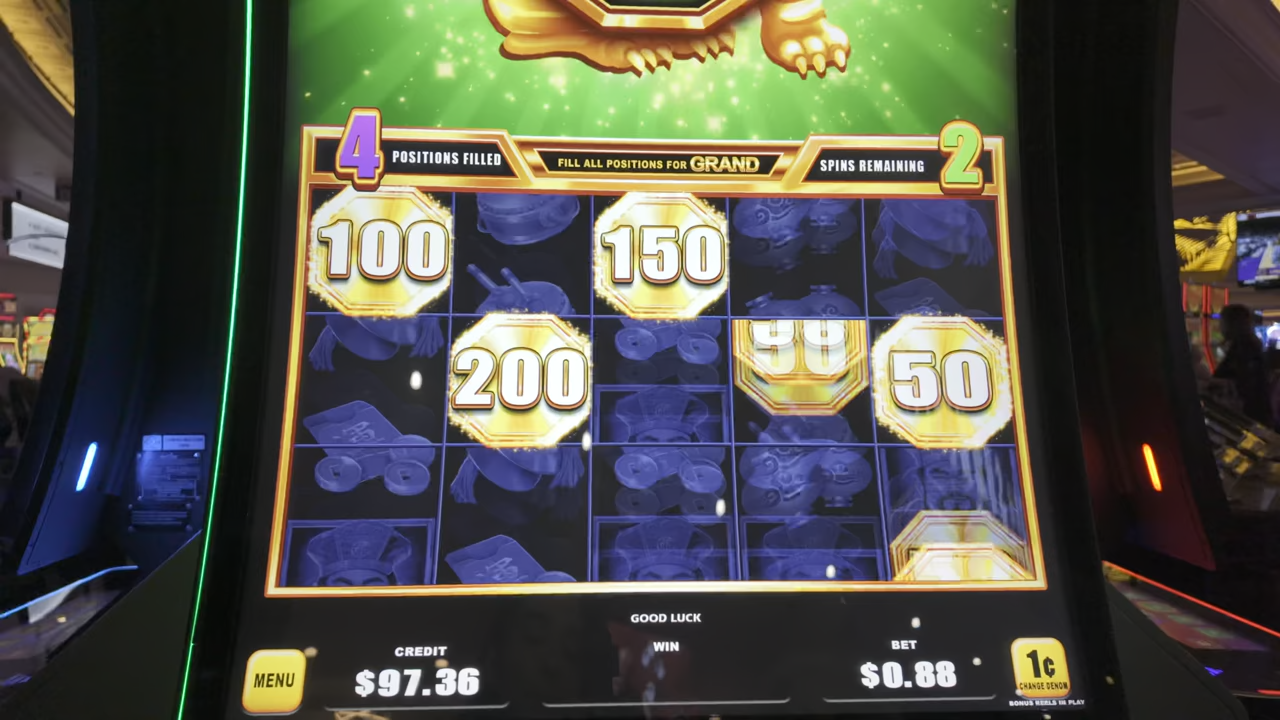 4 POSITIONS FILLED
FILL ALL POSITIONS FOR GRAND
SPINS REMAINING 2
100
150
200
50
GOOD LUCK
MENU
CREDIT
$97.36
WIN
BET
$0.88
1¢
CHANGE DENOM
BONUS REELS IN PLAY